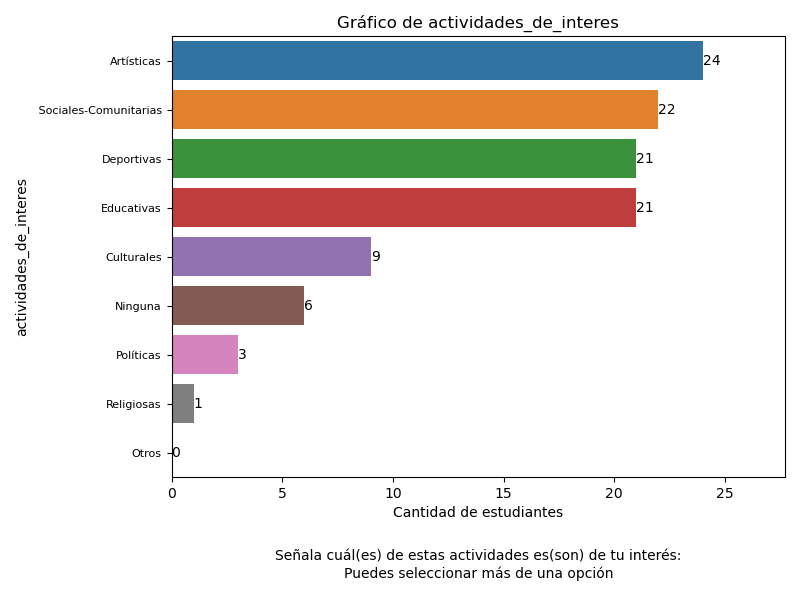 Gráfico de actividades_de_interes
Artísticas
24
Sociales-Comunitarias
22
Deportivas
21
Educativas
21
Culturales
9
Ninguna
6
Políticas
3
Religiosas
1
Otros
0
actividades_de_interes
0 5 10 15 20 25
Cantidad de estudiantes
Señala cuál(es) de estas actividades es(son) de tu interés:
Puedes seleccionar más de una opción